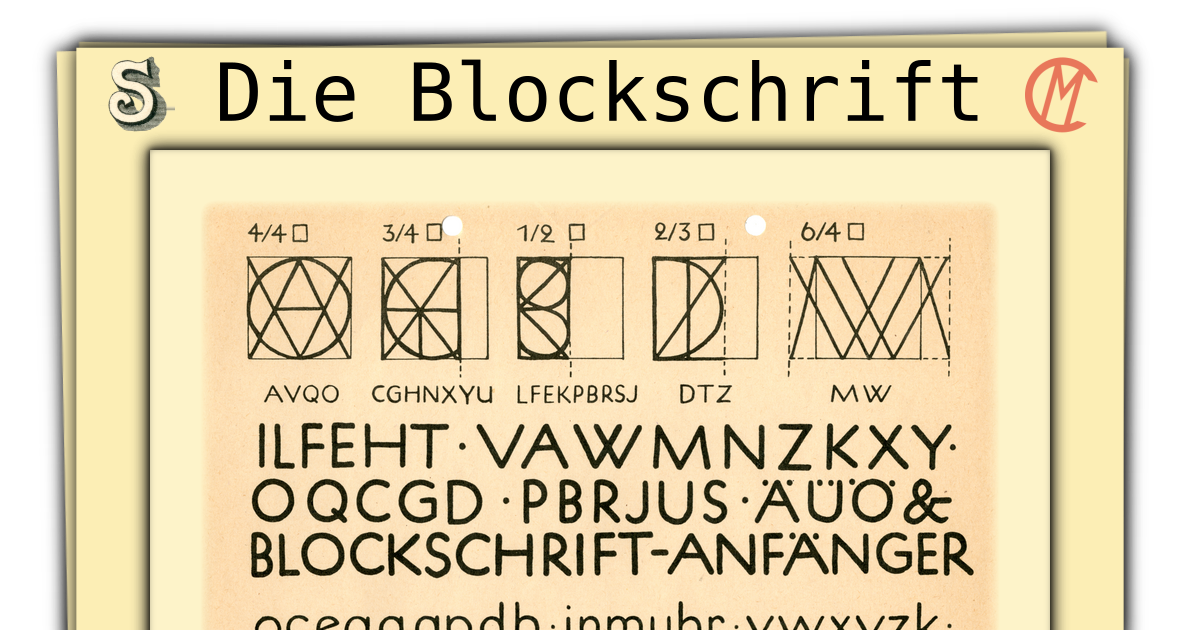 Die Blockschrift
4/4 □ 3/4 □ 1/2 □ 2/3 □ 6/4 □
AVQO CGHNXYU LFEKPBRSJ DTZ MW
ILFEHT · VAWMNZKXY·
OQCGD · PBRJUS · ÄÜÖ &
BLOCKSCHRIFT-ANFÄNGER